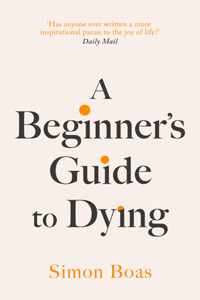 'Has anyone ever written a more
inspirational paean to the joy of life?'
Daily Mail
A
Beginner's
Guide
to Dying
Simon Boas